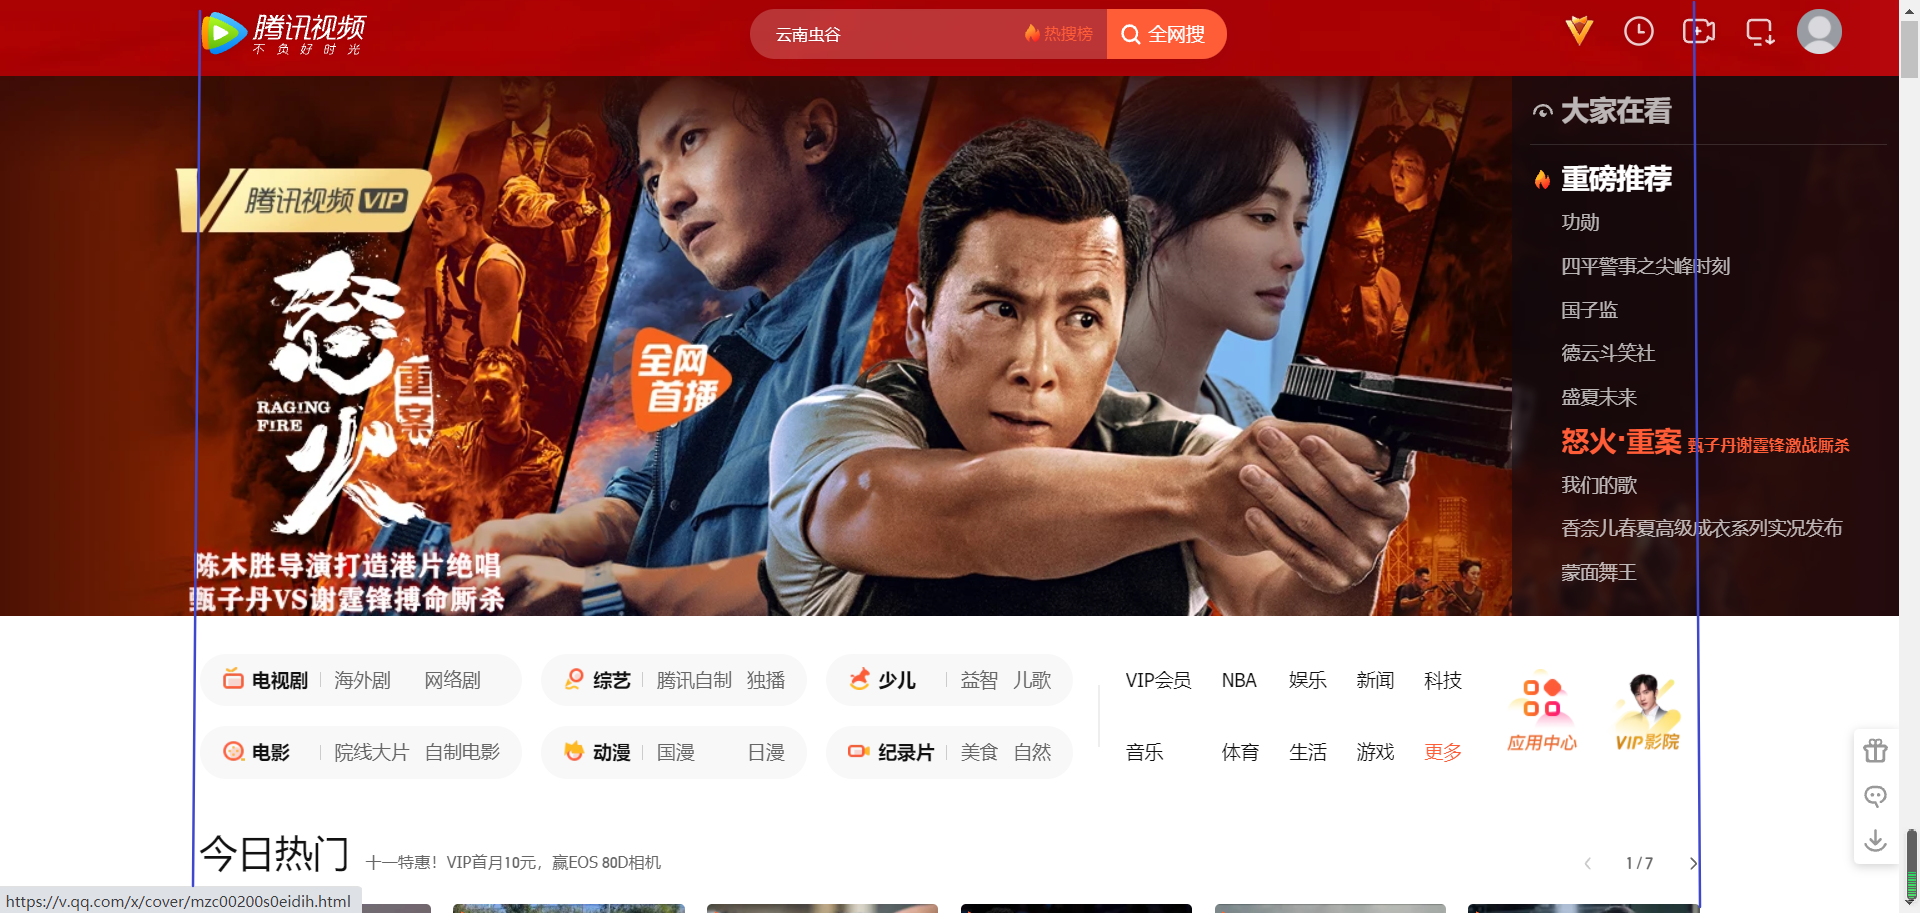 腾讯视频
不负好时光
云南虫谷
热搜榜
全网搜
大家在看
重磅推荐
功勋
四平警事之尖峰时刻
国子监
德云斗笑社
盛夏未来
怒火·重案 甄子丹谢霆锋激战厮杀
我们的歌
香奈儿春夏高级成衣系列实况发布
蒙面舞王
腾讯视频VIP
怒火
重案
RAGING
FIRE
全网
首播
陈木胜导演打造港片绝唱
甄子丹VS谢霆锋搏命厮杀
电视剧 海外剧 网络剧
综艺 腾讯自制 独播
少儿 益智 儿歌
VIP会员 NBA 娱乐 新闻 科技
电影 院线大片 自制电影
动漫 国漫 日漫
纪录片 美食 自然
音乐 体育 生活 游戏 更多
应用中心
VIP影院
今日热门 十一特惠！VIP首月10元，赢EOS 80D相机
1 / 7
https://v.qq.com/x/cover/mzc00200s0eidih.html